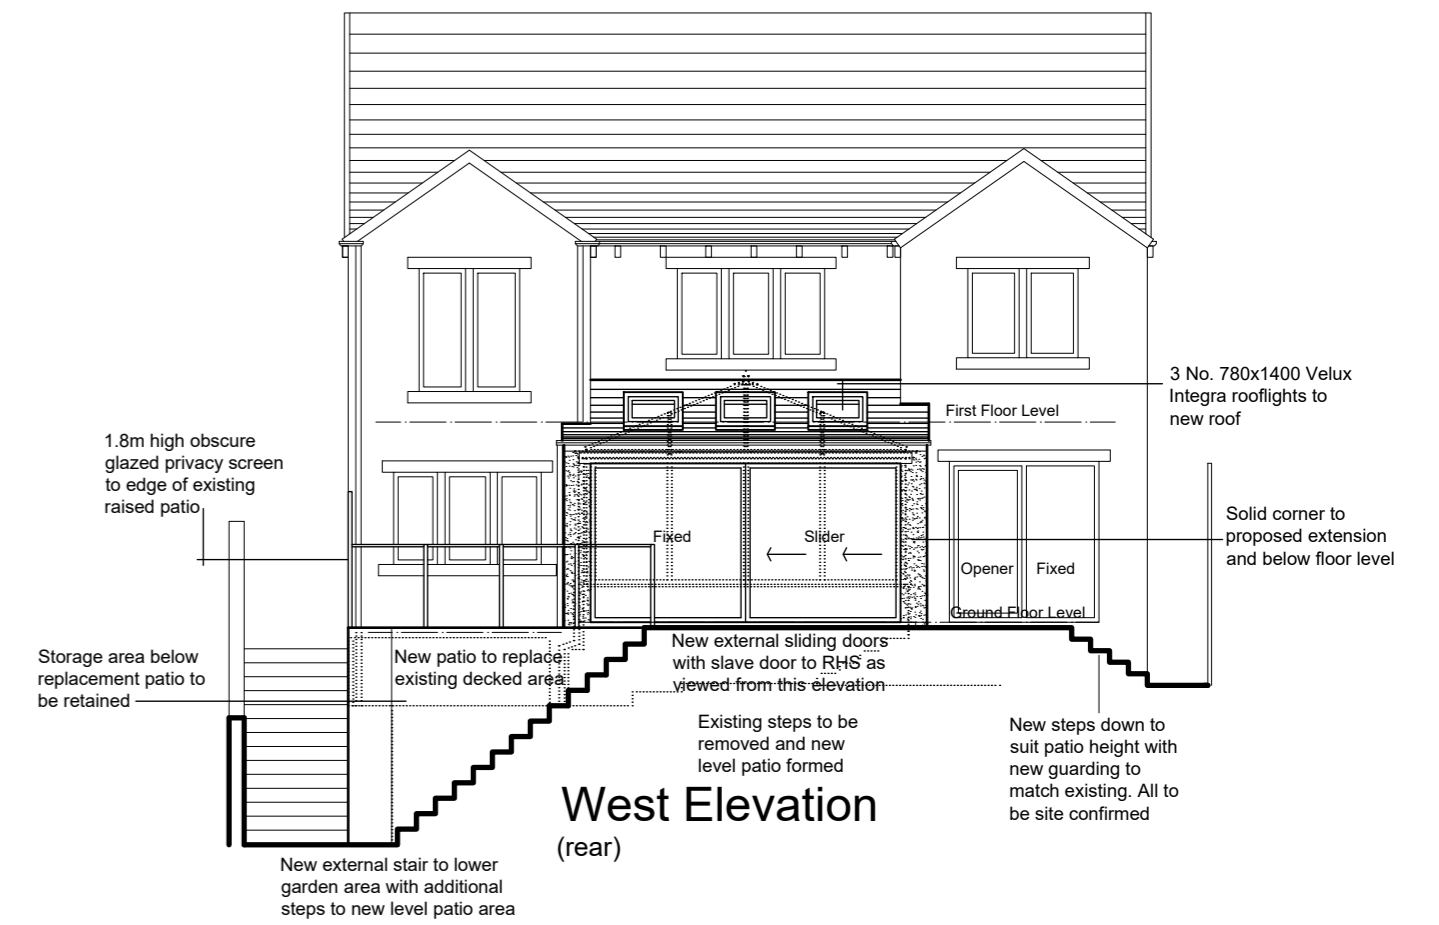 3 No. 780x1400 Velux
Integra rooflights to
new roof
First Floor Level
1.8m high obscure
glazed privacy screen
to edge of existing
raised patio
Solid corner to
proposed extension
and below floor level
Fixed
Slider
Opener
Fixed
Ground Floor Level
Storage area below
replacement patio to
be retained
New patio to replace
existing decked area
New external sliding doors
with slave door to RHS as
viewed from this elevation
Existing steps to be
removed and new
level patio formed
New steps down to
suit patio height with
new guarding to
match existing. All to
be site confirmed
West Elevation
(rear)
New external stair to lower
garden area with additional
steps to new level patio area